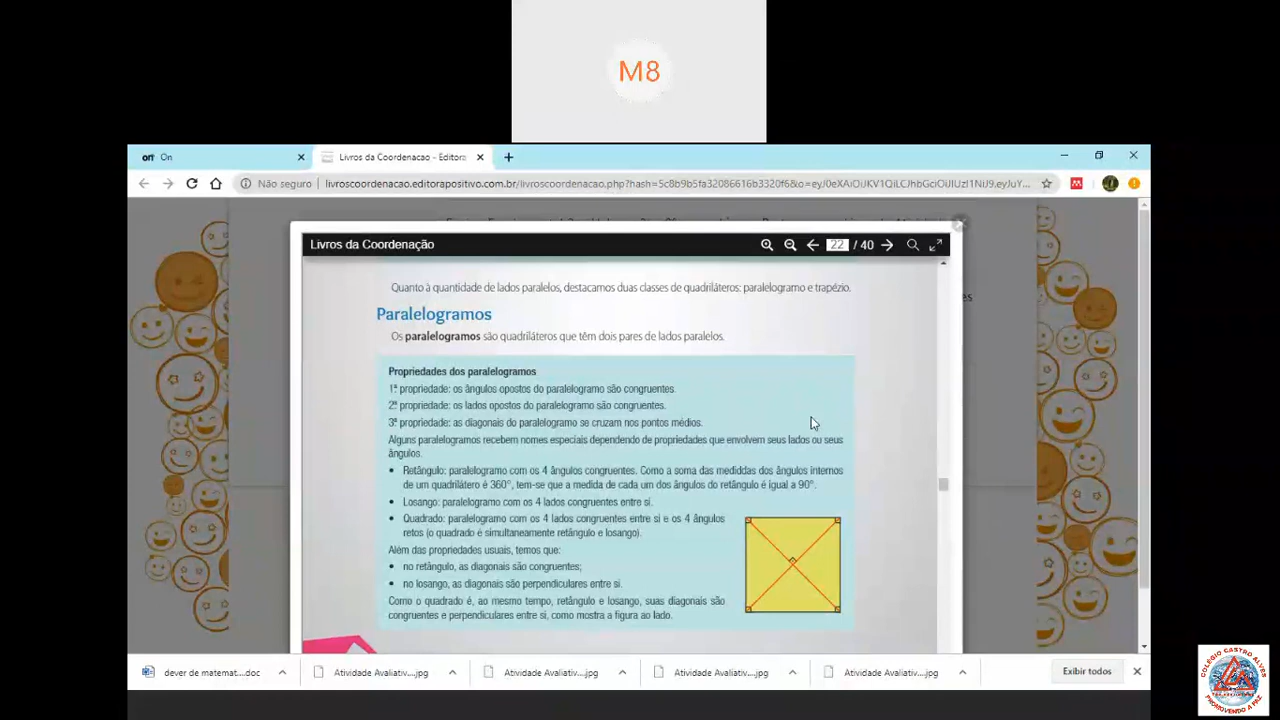 M8
On
Livros da Coordenacao - Editora
Não seguro
livroscoordenacao.editorapositivo.com.br/livroscoordenacao.php?hash=5c8b9b5fa32086616b3320f6&o=eyJ0eXAiOiJKV1QiLCJhbGciOiJIUzI1NiJ9.eyJuY...
Livros da Coordenação
22 / 40
Quanto à quantidade de lados paralelos, destacamos duas classes de quadriláteros: paralelogramo e trapézio.
es
Paralelogramos
Os paralelogramos são quadriláteros que têm dois pares de lados paralelos.
Propriedades dos paralelogramos
1ª propriedade: os ângulos opostos do paralelogramo são congruentes.
2ª propriedade: os lados opostos do paralelogramo são congruentes.
3ª propriedade: as diagonais do paralelogramo se cruzam nos pontos médios.
Alguns paralelogramos recebem nomes especiais dependendo de propriedades que envolvem seus lados ou seus
ângulos.
• Retângulo: paralelogramo com os 4 ângulos congruentes. Como a soma das mediddas dos ângulos internos
de um quadrilátero é 360°, tem-se que a medida de cada um dos ângulos do retângulo é igual a 90°.
• Losango: paralelogramo com os 4 lados congruentes entre si.
• Quadrado: paralelogramo com os 4 lados congruentes entre si e os 4 ângulos
retos (o quadrado é simultaneamente retângulo e losango).
Além das propriedades usuais, temos que:
• no retângulo, as diagonais são congruentes;
• no losango, as diagonais são perpendiculares entre si.
Como o quadrado é, ao mesmo tempo, retângulo e losango, suas diagonais são
congruentes e perpendiculares entre si, como mostra a figura ao lado.
dever de matemat....doc
Atividade Avaliativ....jpg
Atividade Avaliativ....jpg
Atividade Avaliativ....jpg
Atividade Avaliativ....jpg
Exibir todos
COLÉGIO CASTRO ALVES
PROMOVENDO A PAZ